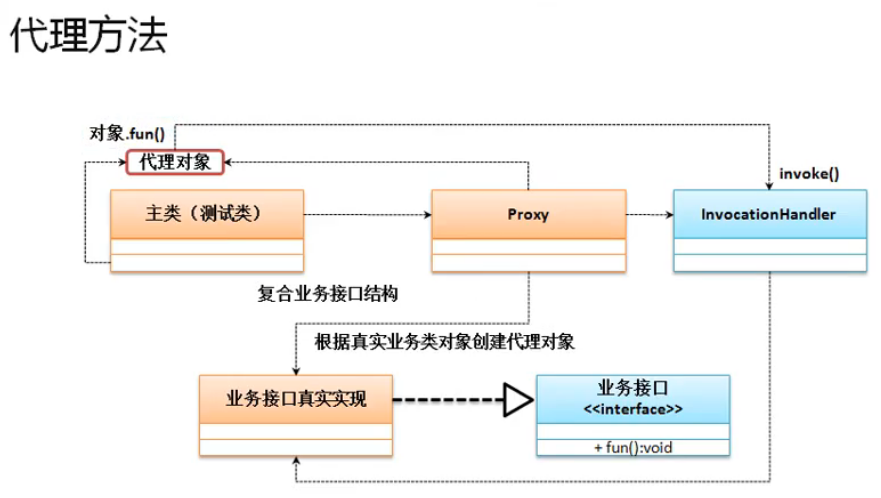 代理方法
对象.fun()
代理对象
invoke()
主类（测试类）
Proxy
InvocationHandler
复合业务接口结构
根据真实业务类对象创建代理对象
业务接口真实实现
业务接口
<<interface>>
+ fun():void